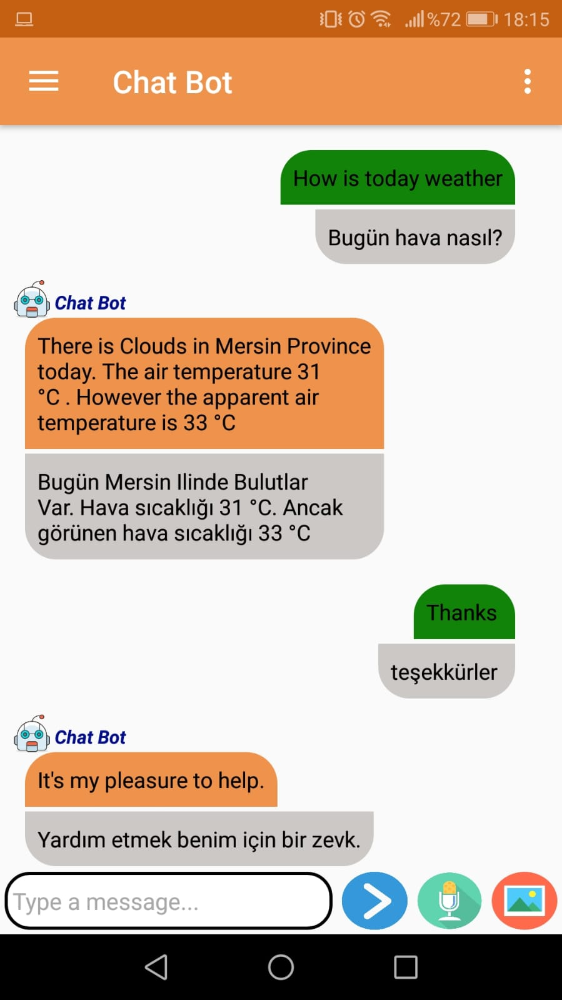 %72 18:15
Chat Bot
How is today weather
Bugün hava nasıl?
Chat Bot
There is Clouds in Mersin Province
today. The air temperature 31
°C . However the apparent air
temperature is 33 °C
Bugün Mersin Ilinde Bulutlar
Var. Hava sıcaklığı 31 °C. Ancak
görünen hava sıcaklığı 33 °C
Thanks
teşekkürler
Chat Bot
It's my pleasure to help.
Yardım etmek benim için bir zevk.
Type a message...